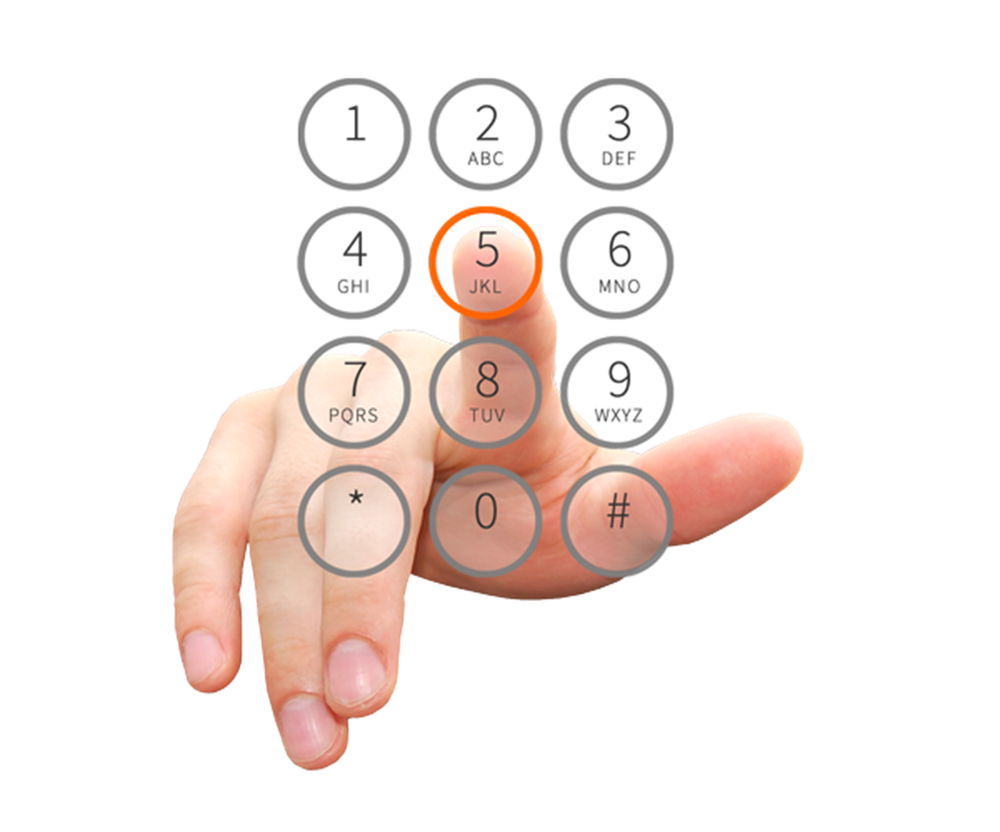 1 2 3
ABC DEF
4 5 6
GHI JKL MNO
7 8 9
PQRS TUV WXYZ
* 0 #